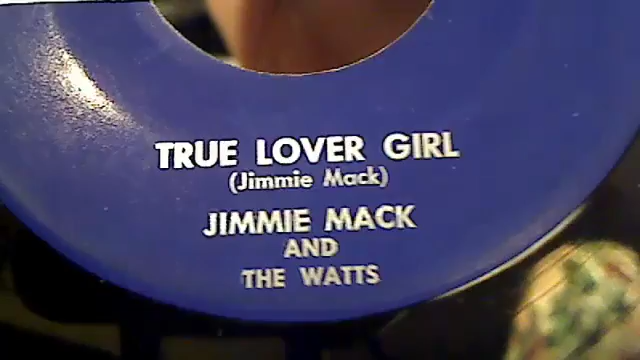 TRUE LOVER GIRL
(Jimmie Mack)
JIMMIE MACK
AND
THE WATTS